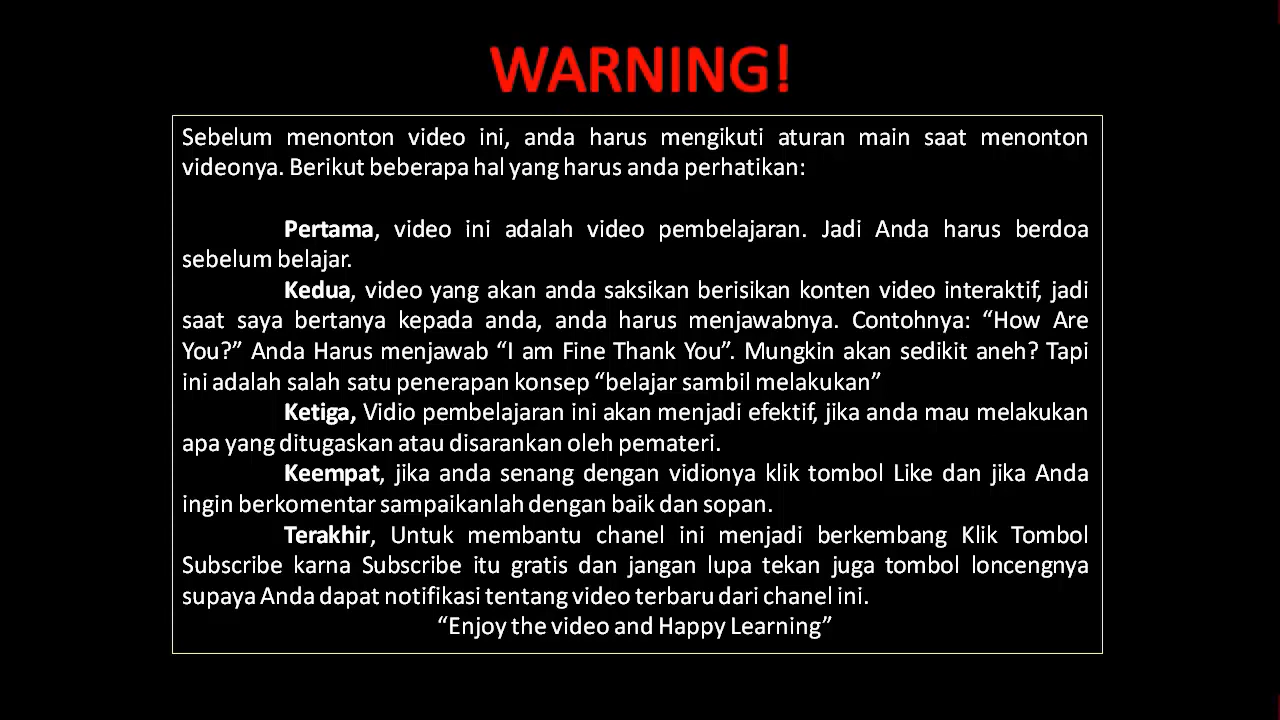 WARNING!
Sebelum menonton video ini, anda harus mengikuti aturan main saat menonton
videonya. Berikut beberapa hal yang harus anda perhatikan:
Pertama, video ini adalah video pembelajaran. Jadi Anda harus berdoa
sebelum belajar.
Kedua, video yang akan anda saksikan berisikan konten video interaktif, jadi
saat saya bertanya kepada anda, anda harus menjawabnya. Contohnya: “How Are
You?” Anda Harus menjawab “I am Fine Thank You”. Mungkin akan sedikit aneh? Tapi
ini adalah salah satu penerapan konsep “belajar sambil melakukan”
Ketiga, Vidio pembelajaran ini akan menjadi efektif, jika anda mau melakukan
apa yang ditugaskan atau disarankan oleh pemateri.
Keempat, jika anda senang dengan vidionya klik tombol Like dan jika Anda
ingin berkomentar sampaikanlah dengan baik dan sopan.
Terakhir, Untuk membantu chanel ini menjadi berkembang Klik Tombol
Subscribe karna Subscribe itu gratis dan jangan lupa tekan juga tombol loncengnya
supaya Anda dapat notifikasi tentang video terbaru dari chanel ini.
“Enjoy the video and Happy Learning”